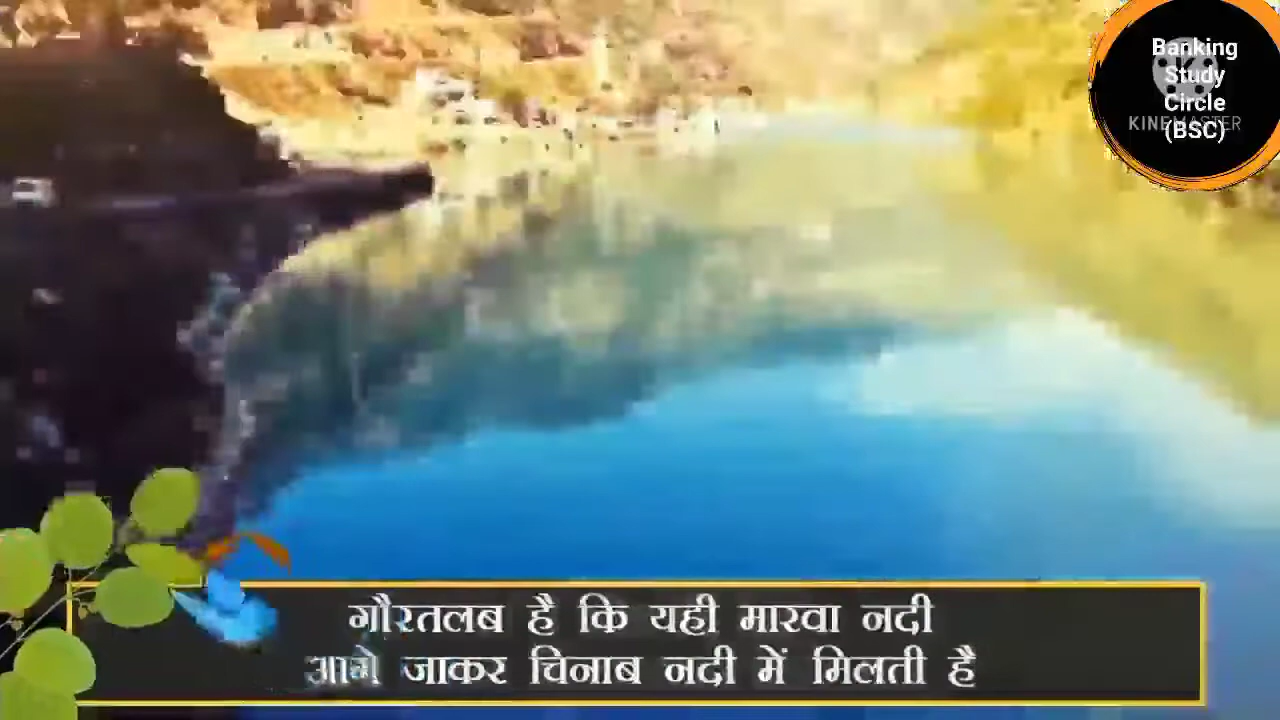 Banking
Study
Circle
(BSC)
KINEMASTER
गौरतलब है कि यही मारवा नदी
आगे जाकर चिनाब नदी में मिलती है